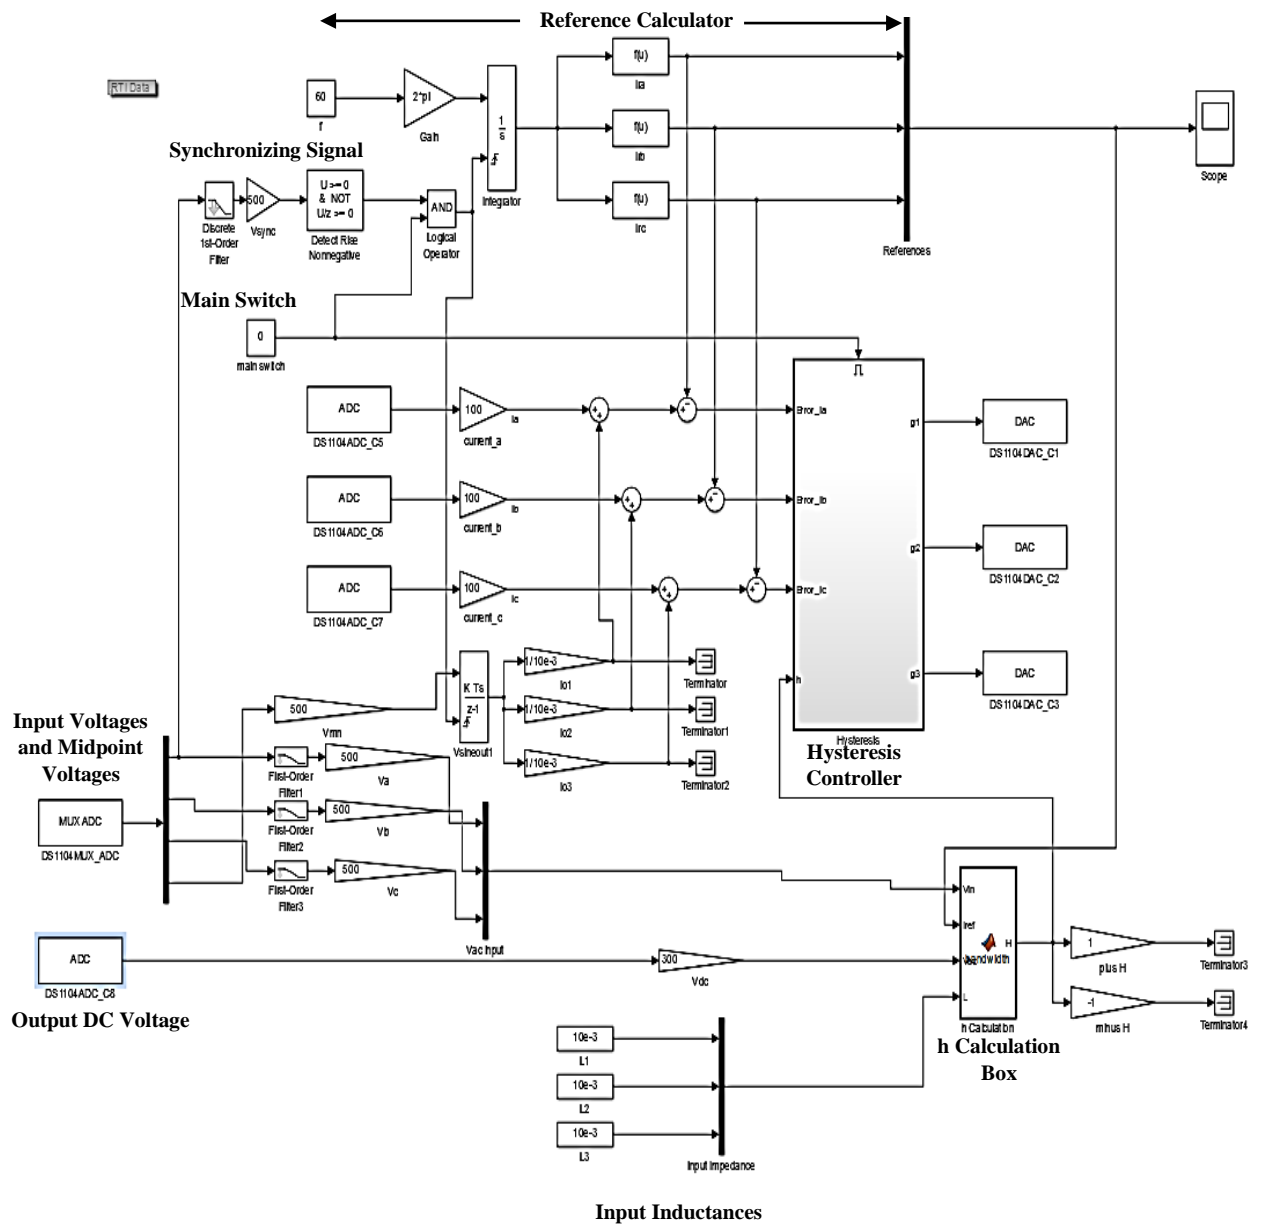 Reference Calculator
RTI Data
60
f
2*pi
Gain
1
s
Integrator
f(u)
Ira
f(u)
Irb
f(u)
Irc
References
Scope
Synchronizing Signal
Discrete
1st-Order
Filter
500
Vsync
U >= 0
& NOT
U/z >= 0
Detect Rise
Nonnegative
AND
Logical
Operator
Main Switch
0
main switch
ADC
DS1104ADC_C5
100
current_a
Ia
ADC
DS1104ADC_C6
100
current_b
Ib
ADC
DS1104ADC_C7
100
current_c
Ic
Error_Ia
Error_Ib
Error_Ic
h
g1
g2
g3
Hysteresis
Hysteresis
Controller
DAC
DS1104DAC_C1
DAC
DS1104DAC_C2
DAC
DS1104DAC_C3
K Ts
z-1
Vsineout1
1/10e-3
Io1
Terminator
1/10e-3
Io2
Terminator1
1/10e-3
Io3
Terminator2
Input Voltages
and Midpoint
Voltages
MUX ADC
DS1104MUX_ADC
500
Vmn
First-Order
Filter1
500
Va
First-Order
Filter2
500
Vb
First-Order
Filter3
500
Vc
Vac Input
ADC
DS1104ADC_C8
Output DC Voltage
300
Vdc
Vin
Iref
Vdc
L
H
bandwidth
h Calculation
h Calculation
Box
1
plus H
Terminator3
-1
minus H
Terminator4
10e-3
L1
10e-3
L2
10e-3
L3
Input Impedance
Input Inductances